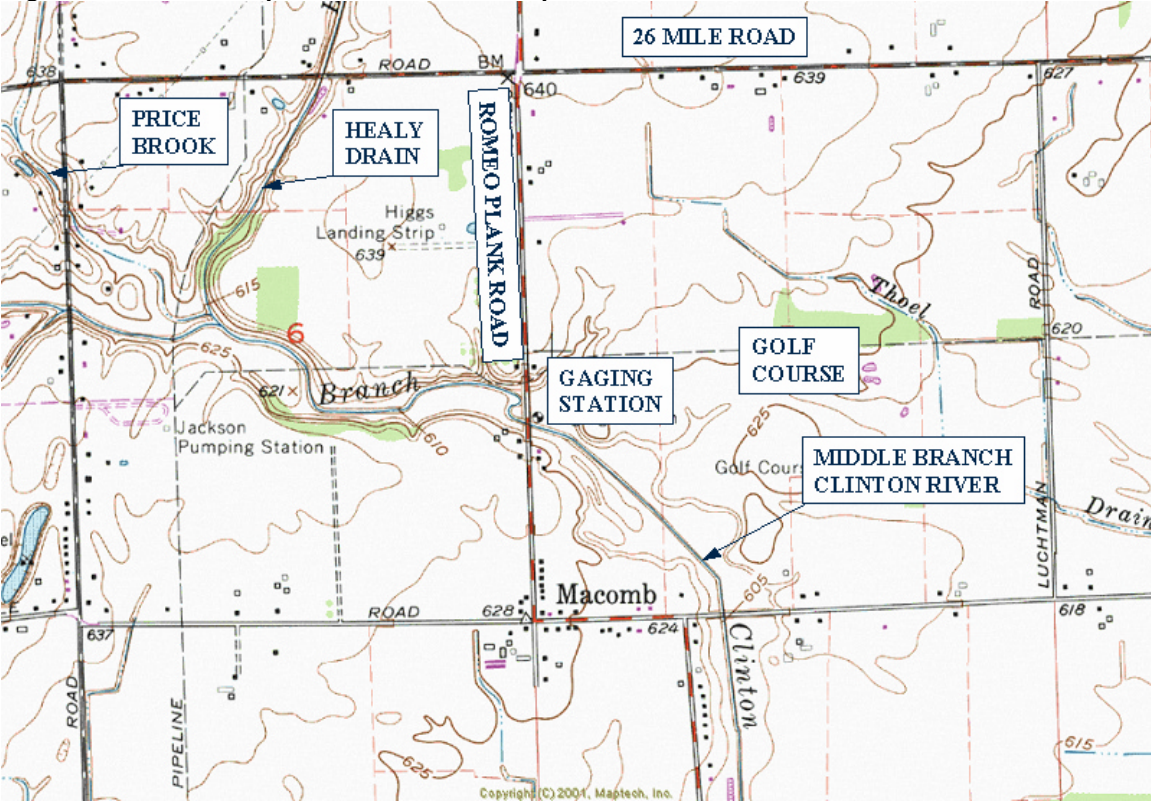 26 MILE ROAD
638
ROAD
BM
639
627
640
PRICE
BROOK
HEALY
DRAIN
ROMEO PLANK ROAD
Higgs
Landing Strip
639
615
6
625
Thoel
ROAD
620
GOLF
COURSE
GAGING
STATION
621
Branch
625
Jackson
Pumping Station
610
MIDDLE BRANCH
CLINTON RIVER
Golf Cour
LUCHTMAN
Drain
el
Macomb
605
ROAD
628
624
618
637
Clinton
ROAD
PIPELINE
625
615
Copyright (C) 2001, Maptech, Inc.